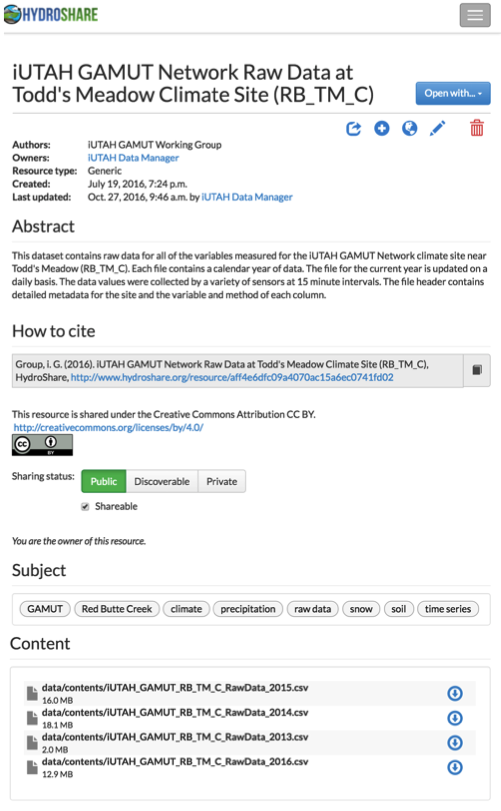 HYDROSHARE
iUTAH GAMUT Network Raw Data at
Todd's Meadow Climate Site (RB_TM_C)
Open with...
Authors: iUTAH GAMUT Working Group
Owners: iUTAH Data Manager
Resource type: Generic
Created: July 19, 2016, 7:24 p.m.
Last updated: Oct. 27, 2016, 9:46 a.m. by iUTAH Data Manager
Abstract
This dataset contains raw data for all of the variables measured for the iUTAH GAMUT Network climate site near
Todd's Meadow (RB_TM_C). Each file contains a calendar year of data. The file for the current year is updated on a
daily basis. The data values were collected by a variety of sensors at 15 minute intervals. The file header contains
detailed metadata for the site and the variable and method of each column.
How to cite
Group, i. G. (2016). iUTAH GAMUT Network Raw Data at Todd's Meadow Climate Site (RB_TM_C),
HydroShare, http://www.hydroshare.org/resource/aff4e6dfc09a4070ac15a6ec0741fd02
This resource is shared under the Creative Commons Attribution CC BY.
http://creativecommons.org/licenses/by/4.0/
cc BY
Sharing status: Public Discoverable Private
Shareable
You are the owner of this resource.
Subject
GAMUT Red Butte Creek climate precipitation raw data snow soil time series
Content
data/contents/iUTAH_GAMUT_RB_TM_C_RawData_2015.csv
16.0 MB
data/contents/iUTAH_GAMUT_RB_TM_C_RawData_2014.csv
18.1 MB
data/contents/iUTAH_GAMUT_RB_TM_C_RawData_2013.csv
2.0 MB
data/contents/iUTAH_GAMUT_RB_TM_C_RawData_2016.csv
12.9 MB